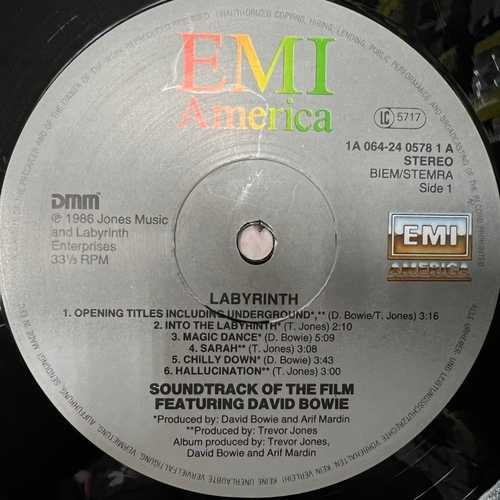 EMI
America
LC 5717
1A 064-24 0578 1 A
STEREO
BIEM/STEMRA
Side 1
DMM
℗ 1986 Jones Music
and Labyrinth
Enterprises
33⅓ RPM
EMI
AMERICA
LABYRINTH
1. OPENING TITLES INCLUDING UNDERGROUND*,** (D. Bowie/T. Jones) 3:16
2. INTO THE LABYRINTH* (T. Jones) 2:10
3. MAGIC DANCE* (D. Bowie) 5:09
4. SARAH** (T. Jones) 3:08
5. CHILLY DOWN* (D. Bowie) 3:43
6. HALLUCINATION** (T. Jones) 3:00
SOUNDTRACK OF THE FILM
FEATURING DAVID BOWIE
*Produced by: David Bowie and Arif Mardin
**Produced by: Trevor Jones
Album produced by: Trevor Jones,
David Bowie and Arif Mardin